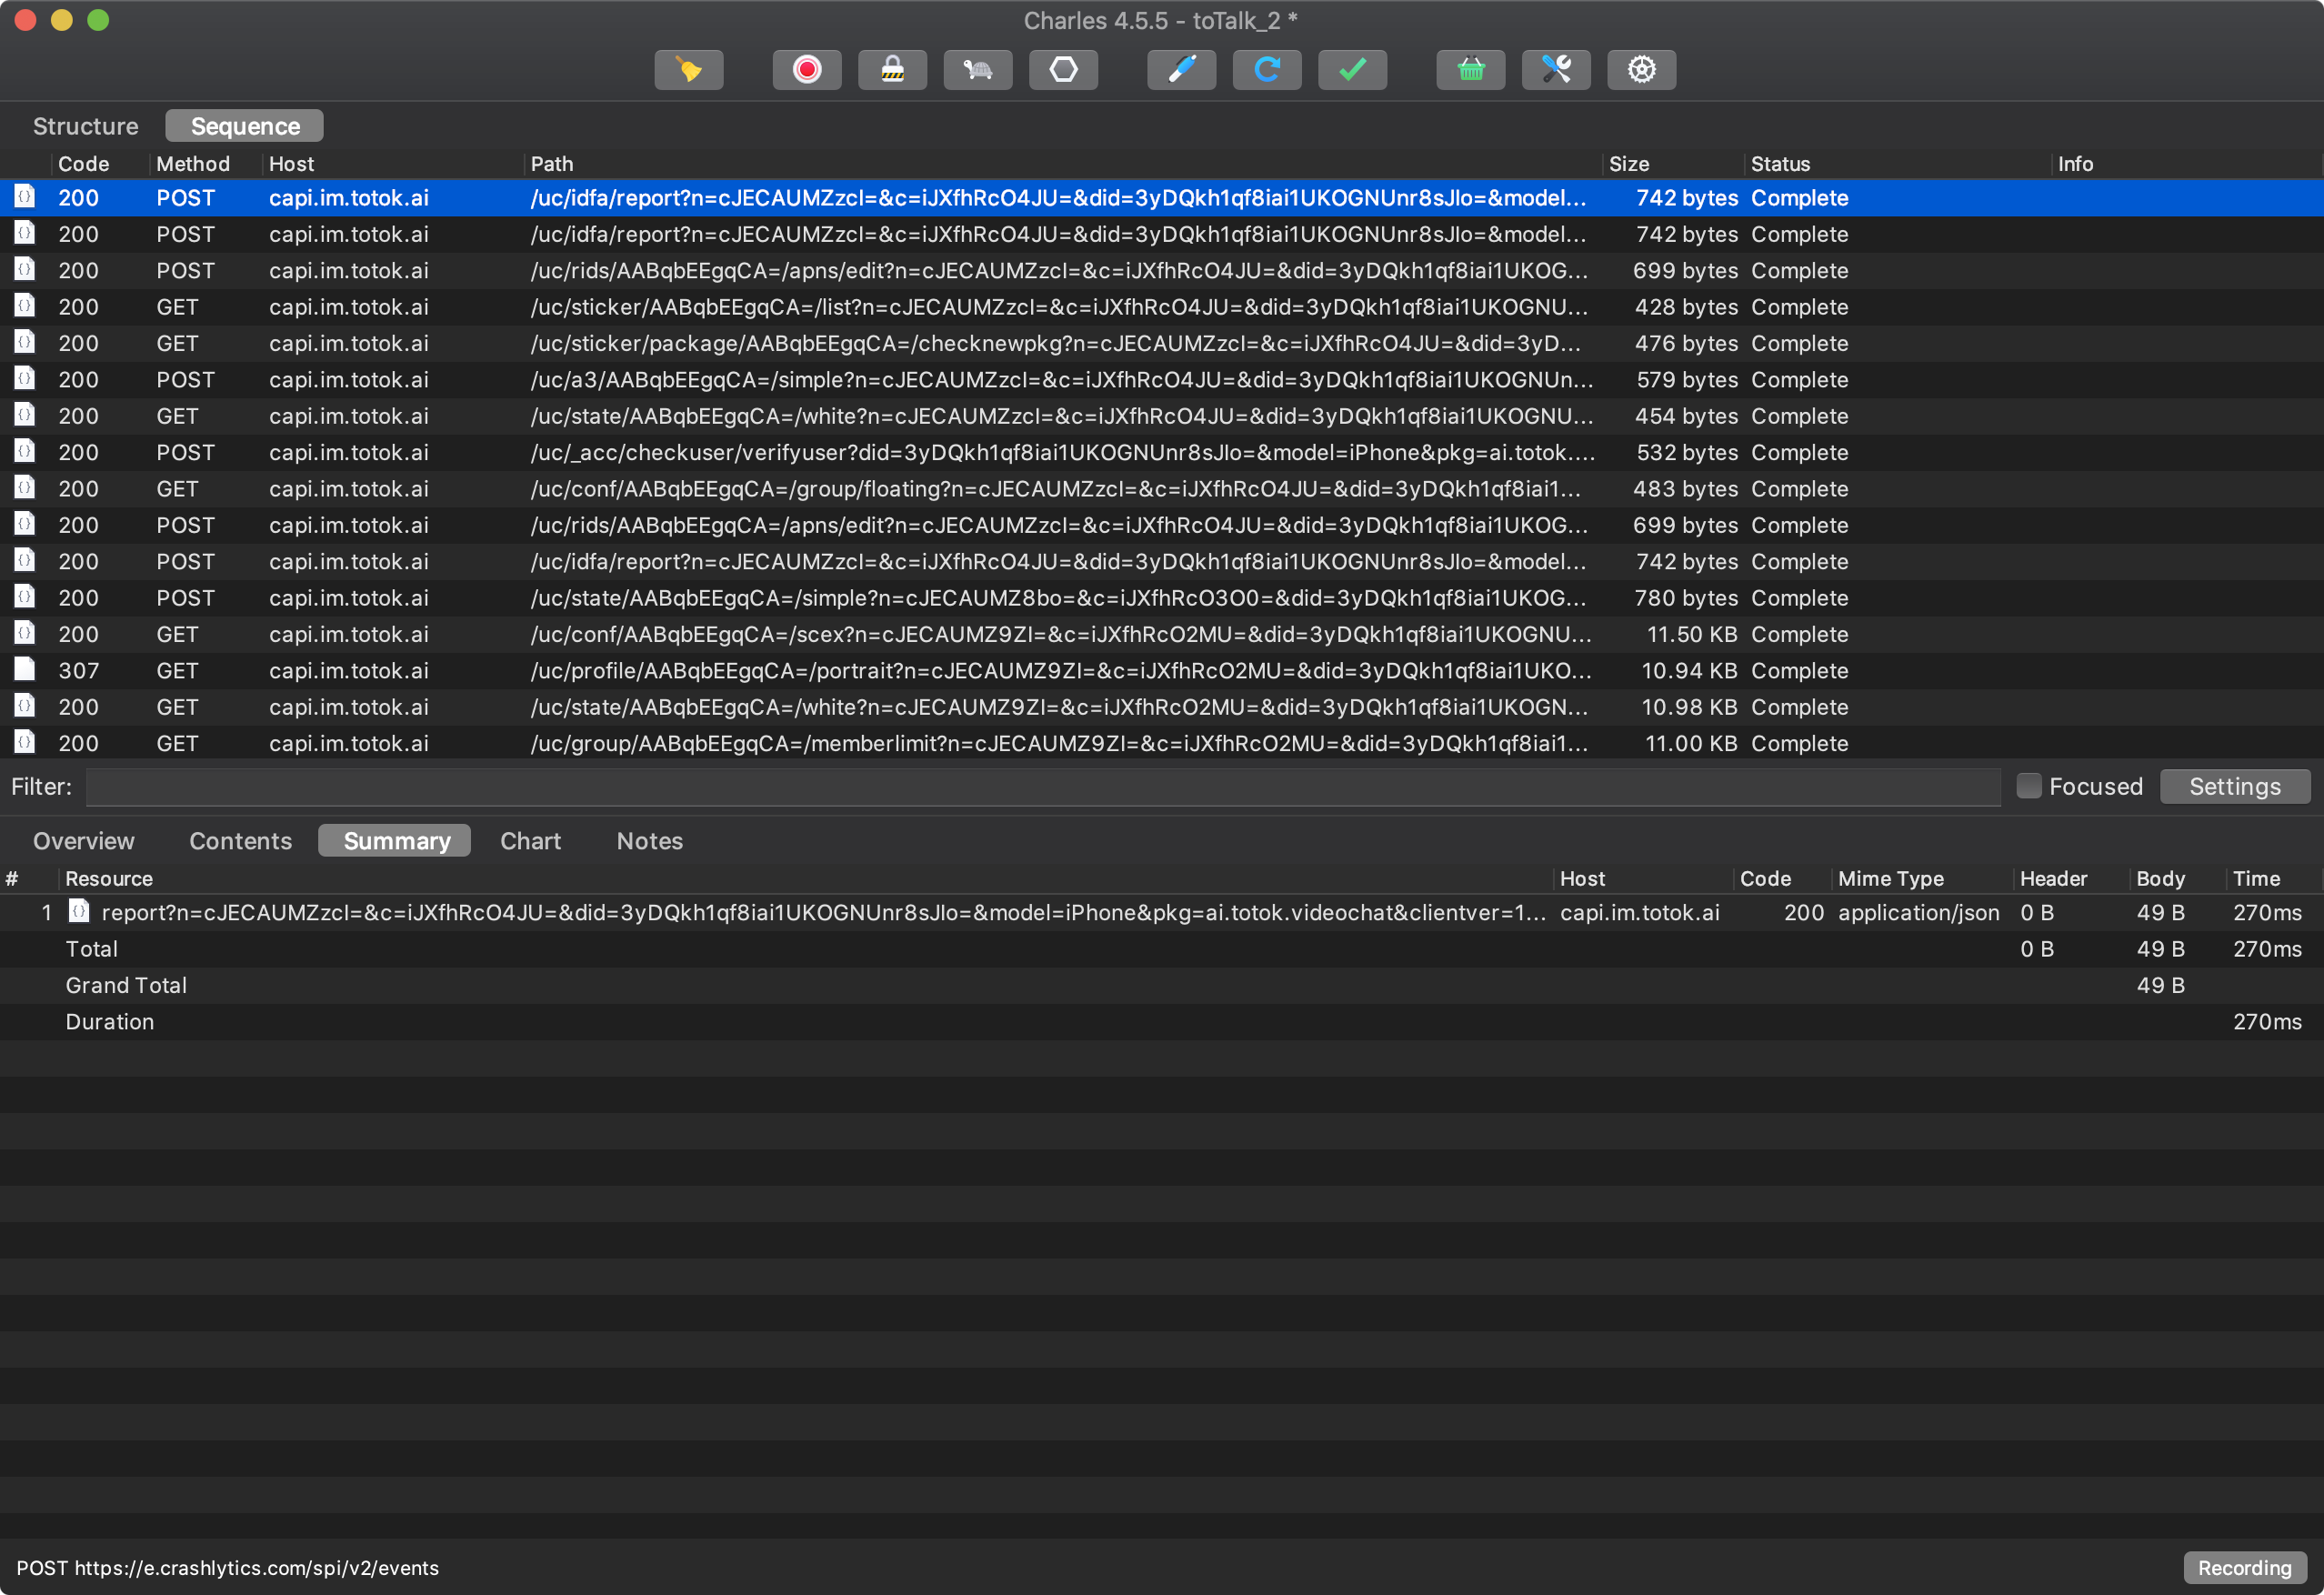 Charles 4.5.5 - toTalk_2 *
Structure Sequence
Code Method Host Path Size Status Info
200 POST capi.im.totok.ai /uc/idfa/report?n=cJECAUMZzcI=&c=iJXfhRcO4JU=&did=3yDQkh1qf8iai1UKOGNUnr8sJIo=&model... 742 bytes Complete
200 POST capi.im.totok.ai /uc/idfa/report?n=cJECAUMZzcI=&c=iJXfhRcO4JU=&did=3yDQkh1qf8iai1UKOGNUnr8sJIo=&model... 742 bytes Complete
200 POST capi.im.totok.ai /uc/rids/AABqbEEgqCA=/apns/edit?n=cJECAUMZzcI=&c=iJXfhRcO4JU=&did=3yDQkh1qf8iai1UKOG... 699 bytes Complete
200 GET capi.im.totok.ai /uc/sticker/AABqbEEgqCA=/list?n=cJECAUMZzcI=&c=iJXfhRcO4JU=&did=3yDQkh1qf8iai1UKOGNU... 428 bytes Complete
200 GET capi.im.totok.ai /uc/sticker/package/AABqbEEgqCA=/checknewpkg?n=cJECAUMZzcI=&c=iJXfhRcO4JU=&did=3yD... 476 bytes Complete
200 POST capi.im.totok.ai /uc/a3/AABqbEEgqCA=/simple?n=cJECAUMZzcI=&c=iJXfhRcO4JU=&did=3yDQkh1qf8iai1UKOGNUn... 579 bytes Complete
200 GET capi.im.totok.ai /uc/state/AABqbEEgqCA=/white?n=cJECAUMZzcI=&c=iJXfhRcO4JU=&did=3yDQkh1qf8iai1UKOGNU... 454 bytes Complete
200 POST capi.im.totok.ai /uc/_acc/checkuser/verifyuser?did=3yDQkh1qf8iai1UKOGNUnr8sJIo=&model=iPhone&pkg=ai.totok.... 532 bytes Complete
200 GET capi.im.totok.ai /uc/conf/AABqbEEgqCA=/group/floating?n=cJECAUMZzcI=&c=iJXfhRcO4JU=&did=3yDQkh1qf8iai1... 483 bytes Complete
200 POST capi.im.totok.ai /uc/rids/AABqbEEgqCA=/apns/edit?n=cJECAUMZzcI=&c=iJXfhRcO4JU=&did=3yDQkh1qf8iai1UKOG... 699 bytes Complete
200 POST capi.im.totok.ai /uc/idfa/report?n=cJECAUMZzcI=&c=iJXfhRcO4JU=&did=3yDQkh1qf8iai1UKOGNUnr8sJIo=&model... 742 bytes Complete
200 POST capi.im.totok.ai /uc/state/AABqbEEgqCA=/simple?n=cJECAUMZ8bo=&c=iJXfhRcO3O0=&did=3yDQkh1qf8iai1UKOG... 780 bytes Complete
200 GET capi.im.totok.ai /uc/conf/AABqbEEgqCA=/scex?n=cJECAUMZ9ZI=&c=iJXfhRcO2MU=&did=3yDQkh1qf8iai1UKOGNU... 11.50 KB Complete
307 GET capi.im.totok.ai /uc/profile/AABqbEEgqCA=/portrait?n=cJECAUMZ9ZI=&c=iJXfhRcO2MU=&did=3yDQkh1qf8iai1UKO... 10.94 KB Complete
200 GET capi.im.totok.ai /uc/state/AABqbEEgqCA=/white?n=cJECAUMZ9ZI=&c=iJXfhRcO2MU=&did=3yDQkh1qf8iai1UKOGN... 10.98 KB Complete
200 GET capi.im.totok.ai /uc/group/AABqbEEgqCA=/memberlimit?n=cJECAUMZ9ZI=&c=iJXfhRcO2MU=&did=3yDQkh1qf8iai1... 11.00 KB Complete
Filter: Focused Settings
Overview Contents Summary Chart Notes
# Resource Host Code Mime Type Header Body Time
1 report?n=cJECAUMZzcI=&c=iJXfhRcO4JU=&did=3yDQkh1qf8iai1UKOGNUnr8sJIo=&model=iPhone&pkg=ai.totok.videochat&clientver=1... capi.im.totok.ai 200 application/json 0 B 49 B 270ms
Total 0 B 49 B 270ms
Grand Total 49 B
Duration 270ms
POST https://e.crashlytics.com/spi/v2/events Recording